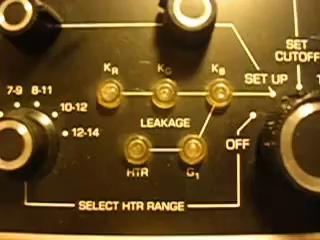 SET
CUTOFF
KR KG KB
SET UP
7-9 8-11
10-12
12-14
LEAKAGE
OFF
HTR G1
SELECT HTR RANGE